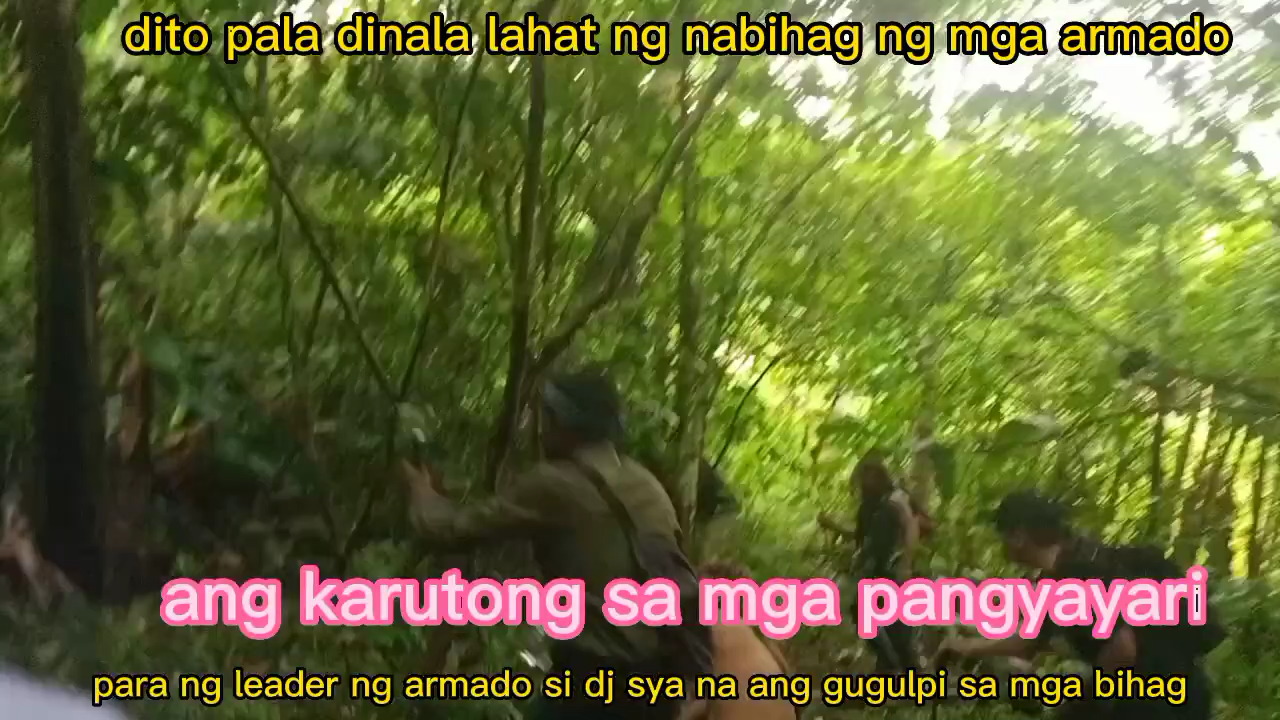 dito pala dinala lahat ng nabihag ng mga armado
ang karutong sa mga pangyayari
para ng leader ng armado si dj sya na ang gugulpi sa mga bihag